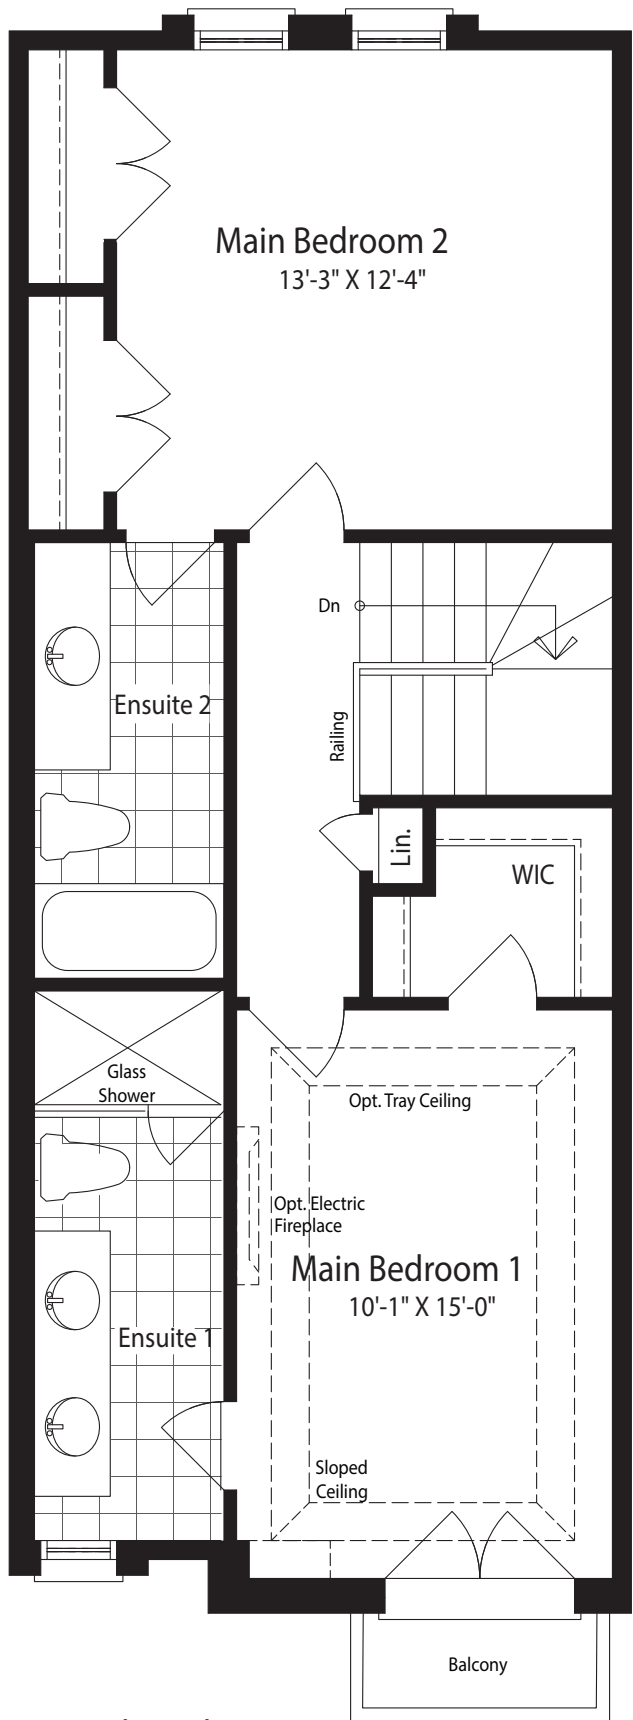 Main Bedroom 2
13'-3" X 12'-4"
Dn
Ensuite 2
Railing
Lin.
WIC
Glass
Shower
Opt. Tray Ceiling
Opt. Electric
Fireplace
Main Bedroom 1
10'-1" X 15'-0"
Ensuite 1
Sloped
Ceiling
Balcony